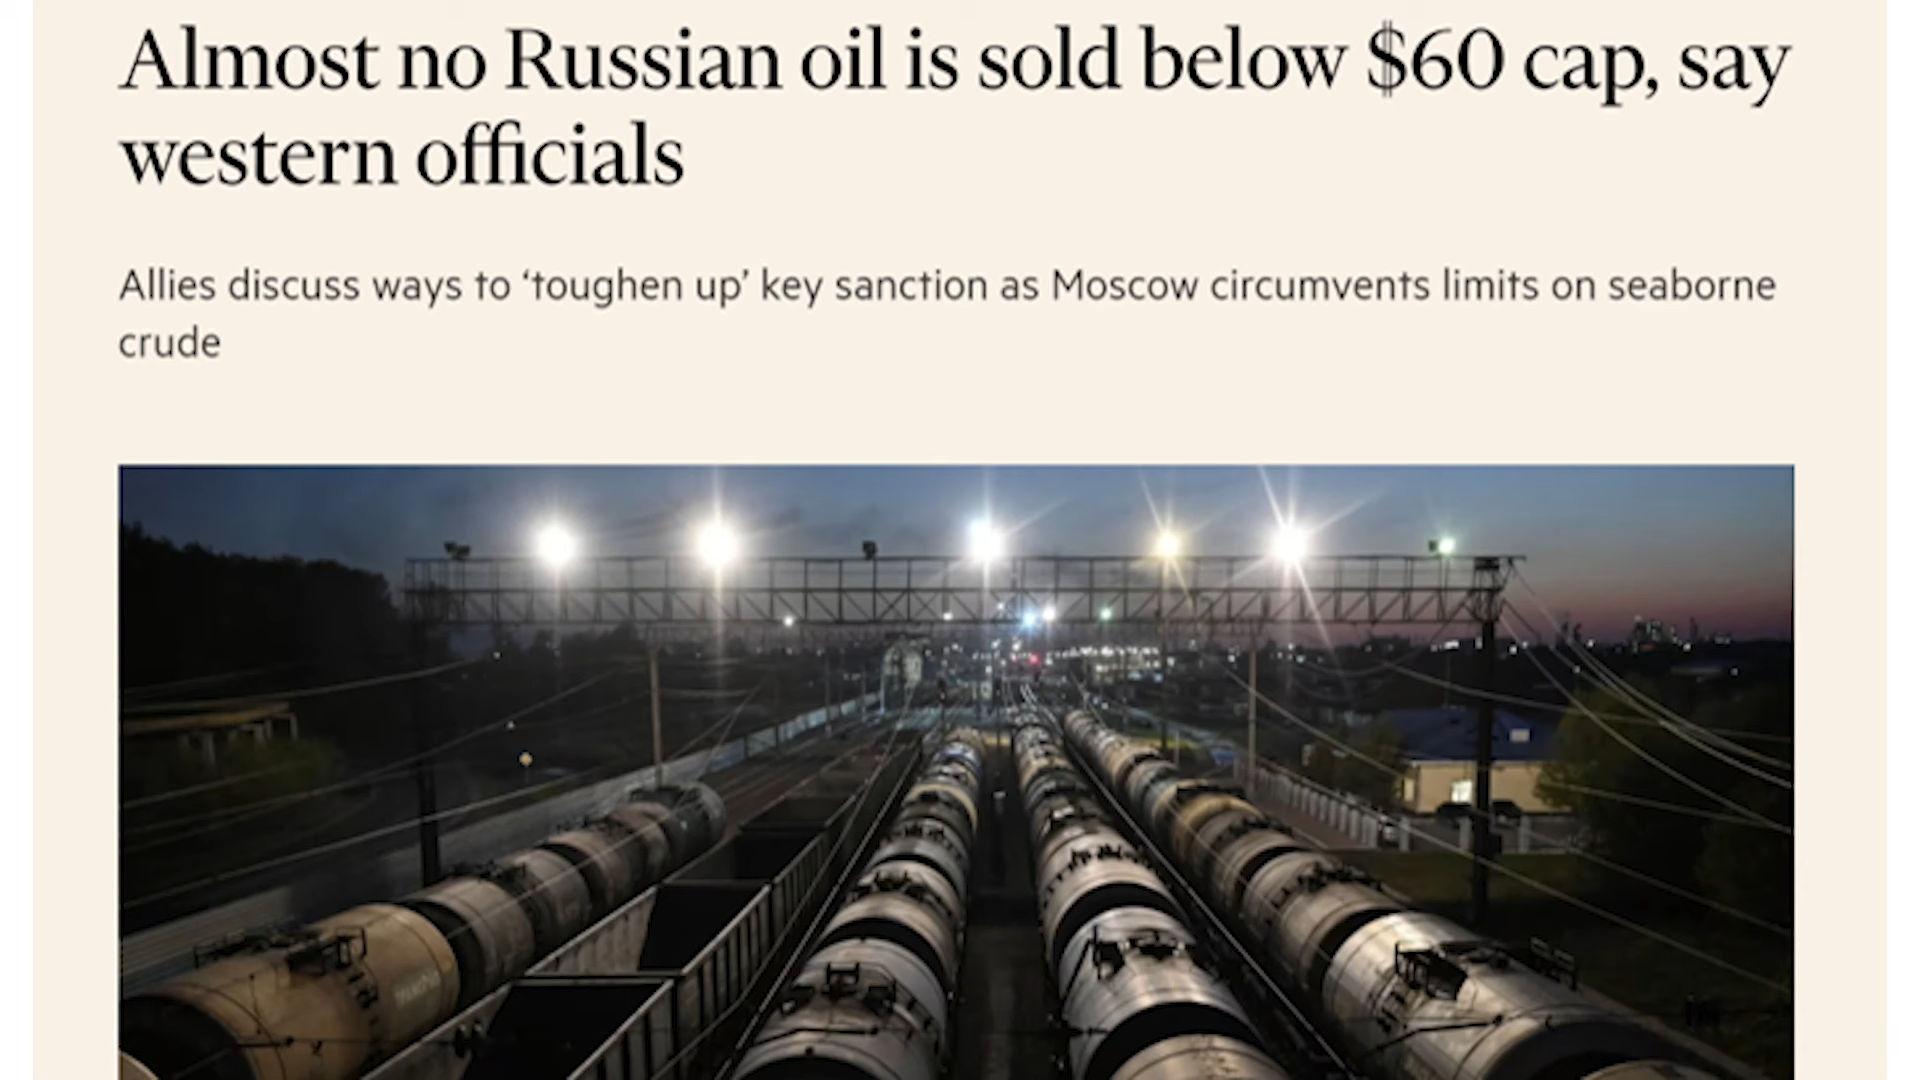 Almost no Russian oil is sold below $60 cap, say
western officials
Allies discuss ways to ‘toughen up’ key sanction as Moscow circumvents limits on seaborne
crude